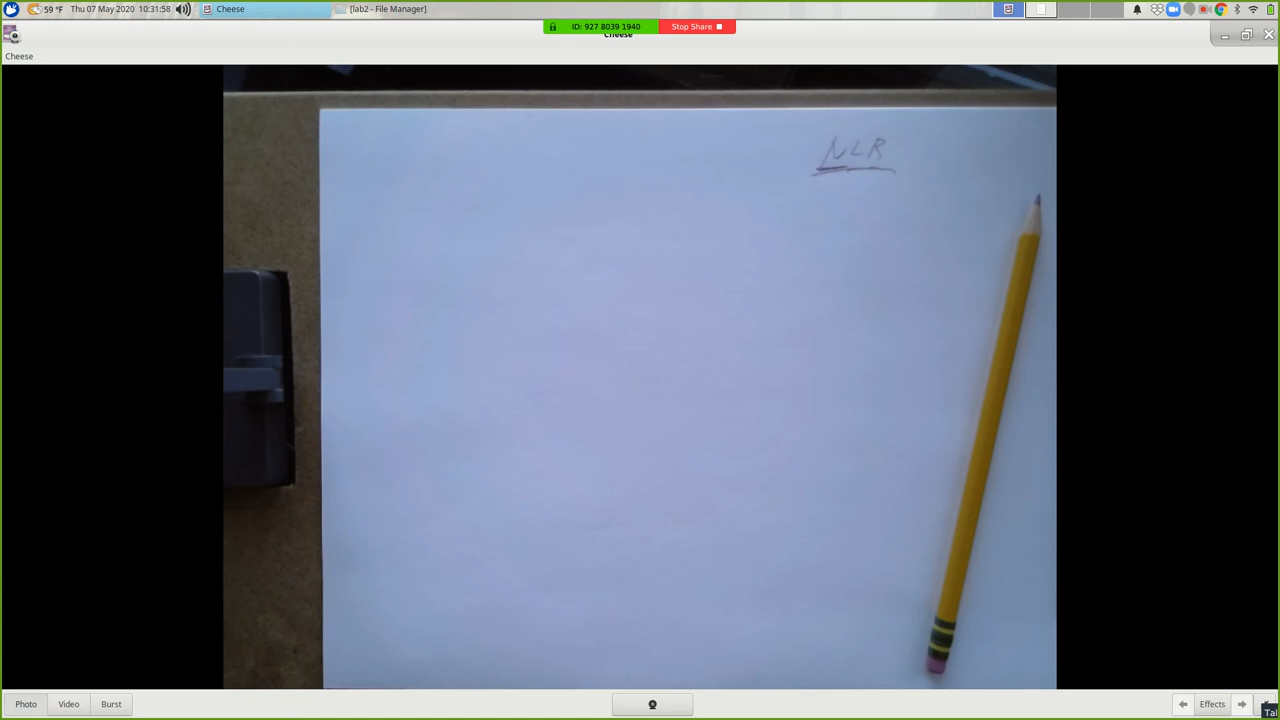 59 °F Thu 07 May 2020 10:31:58 Cheese [lab2 - File Manager]
ID: 927 8039 1940 Stop Share
Cheese
Cheese
NLR
Photo Video Burst Effects
Tal